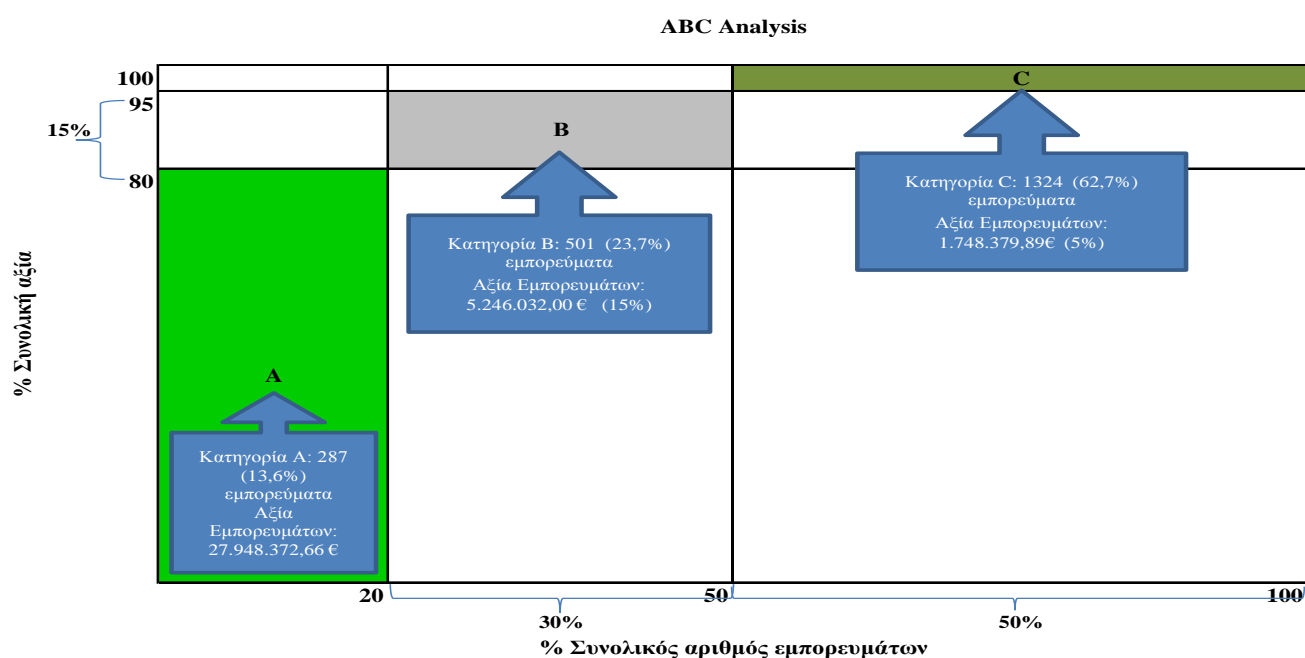 ABC Analysis
100
95
15%
80
% Συνολική αξία
C
B
A
Κατηγορία C: 1324 (62,7%)
εμπορεύματα
Αξία Εμπορευμάτων:
1.748.379,89€ (5%)
Κατηγορία Β: 501 (23,7%)
εμπορεύματα
Αξία Εμπορευμάτων:
5.246.032,00 € (15%)
Κατηγορία Α: 287
(13,6%)
εμπορεύματα
Αξία
Εμπορευμάτων:
27.948.372,66 €
20
50
100
30%
50%
% Συνολικός αριθμός εμπορευμάτων